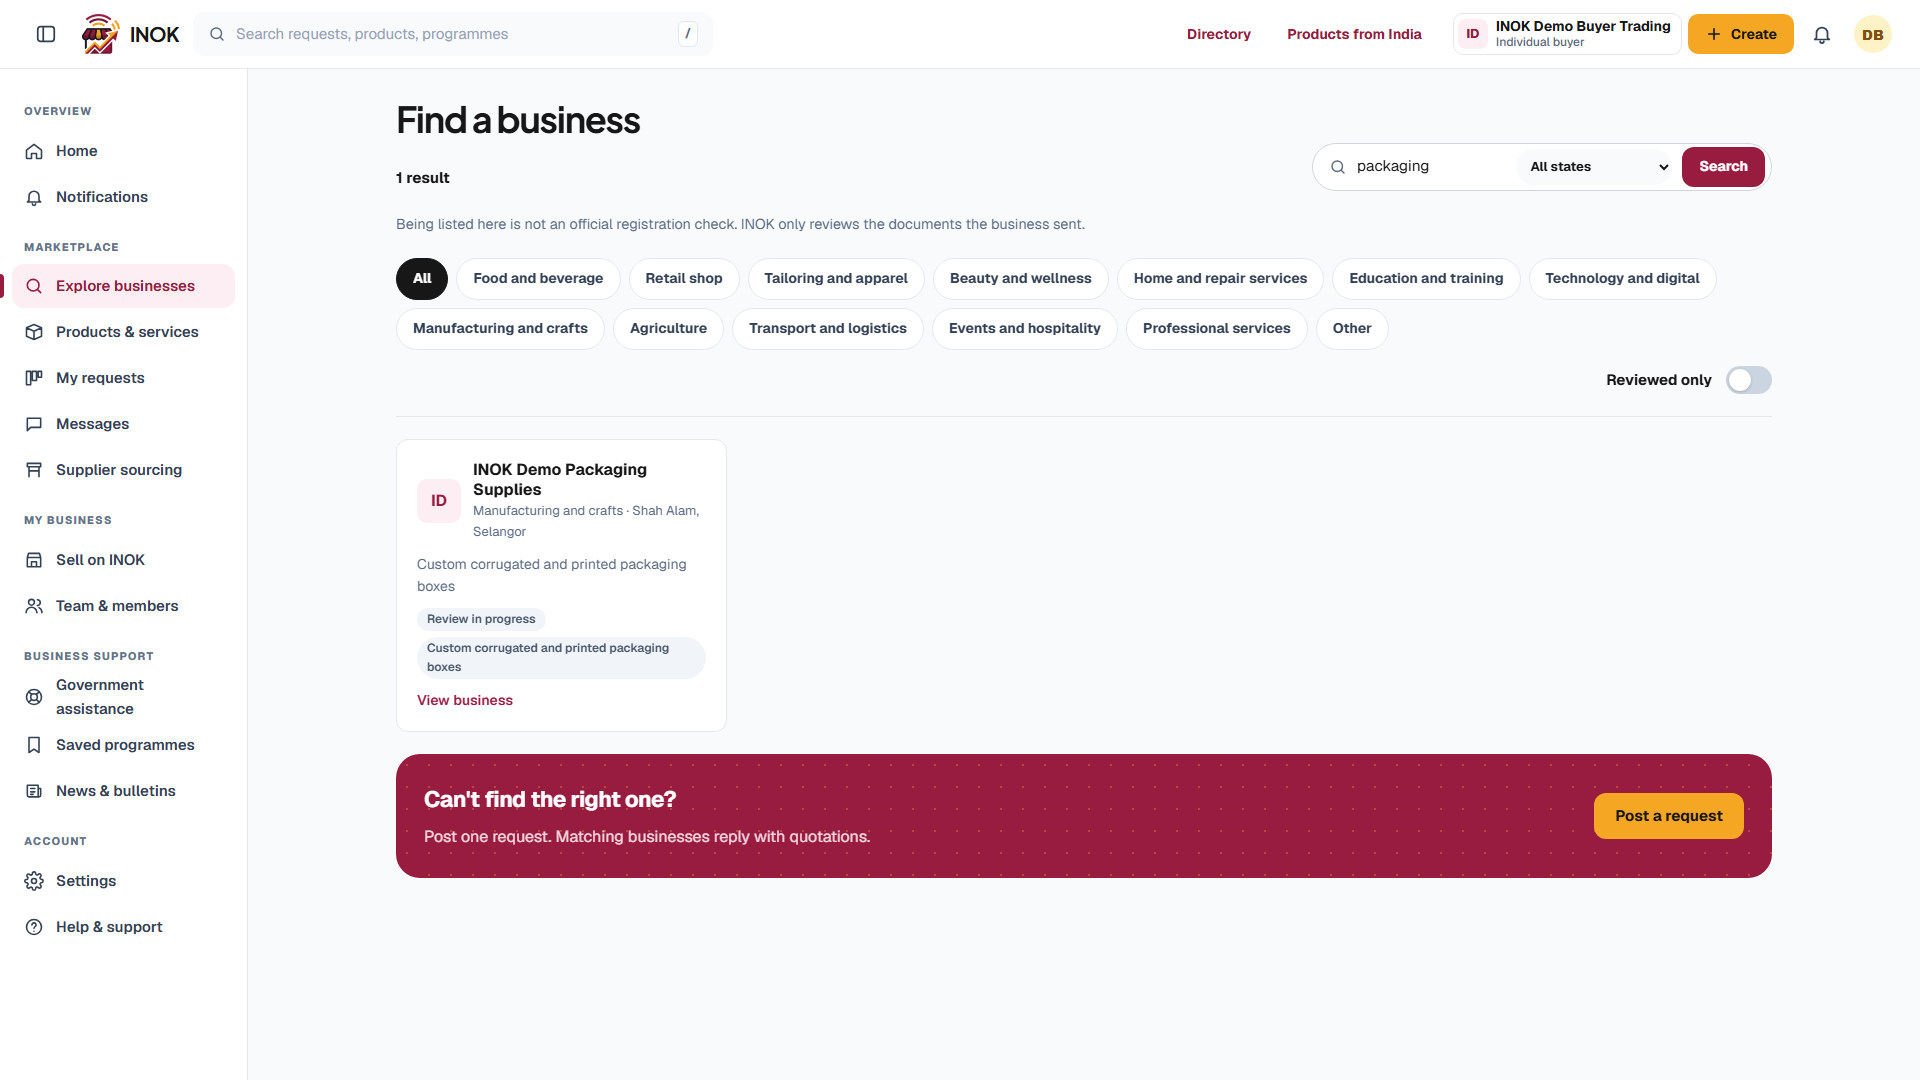 INOK
Search requests, products, programmes
/
Directory
Products from India
ID
INOK Demo Buyer Trading
Individual buyer
Create
DB
OVERVIEW
Home
Notifications
MARKETPLACE
Explore businesses
Products & services
My requests
Messages
Supplier sourcing
MY BUSINESS
Sell on INOK
Team & members
BUSINESS SUPPORT
Government
assistance
Saved programmes
News & bulletins
ACCOUNT
Settings
Help & support
Find a business
1 result
packaging
All states
Search
Being listed here is not an official registration check. INOK only reviews the documents the business sent.
All
Food and beverage
Retail shop
Tailoring and apparel
Beauty and wellness
Home and repair services
Education and training
Technology and digital
Manufacturing and crafts
Agriculture
Transport and logistics
Events and hospitality
Professional services
Other
Reviewed only
ID
INOK Demo Packaging
Supplies
Manufacturing and crafts · Shah Alam,
Selangor
Custom corrugated and printed packaging
boxes
Review in progress
Custom corrugated and printed packaging
boxes
View business
Can't find the right one?
Post one request. Matching businesses reply with quotations.
Post a request